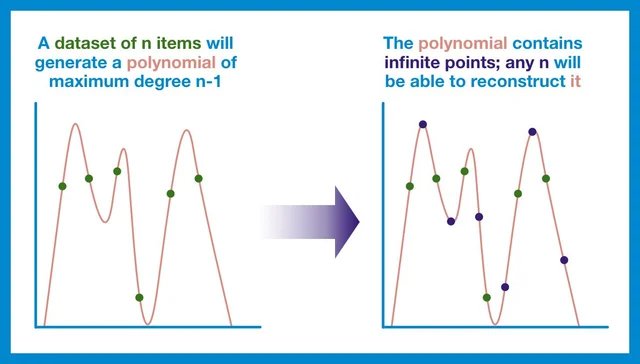 A dataset of n items will
generate a polynomial of
maximum degree n-1
The polynomial contains
infinite points; any n will
be able to reconstruct it